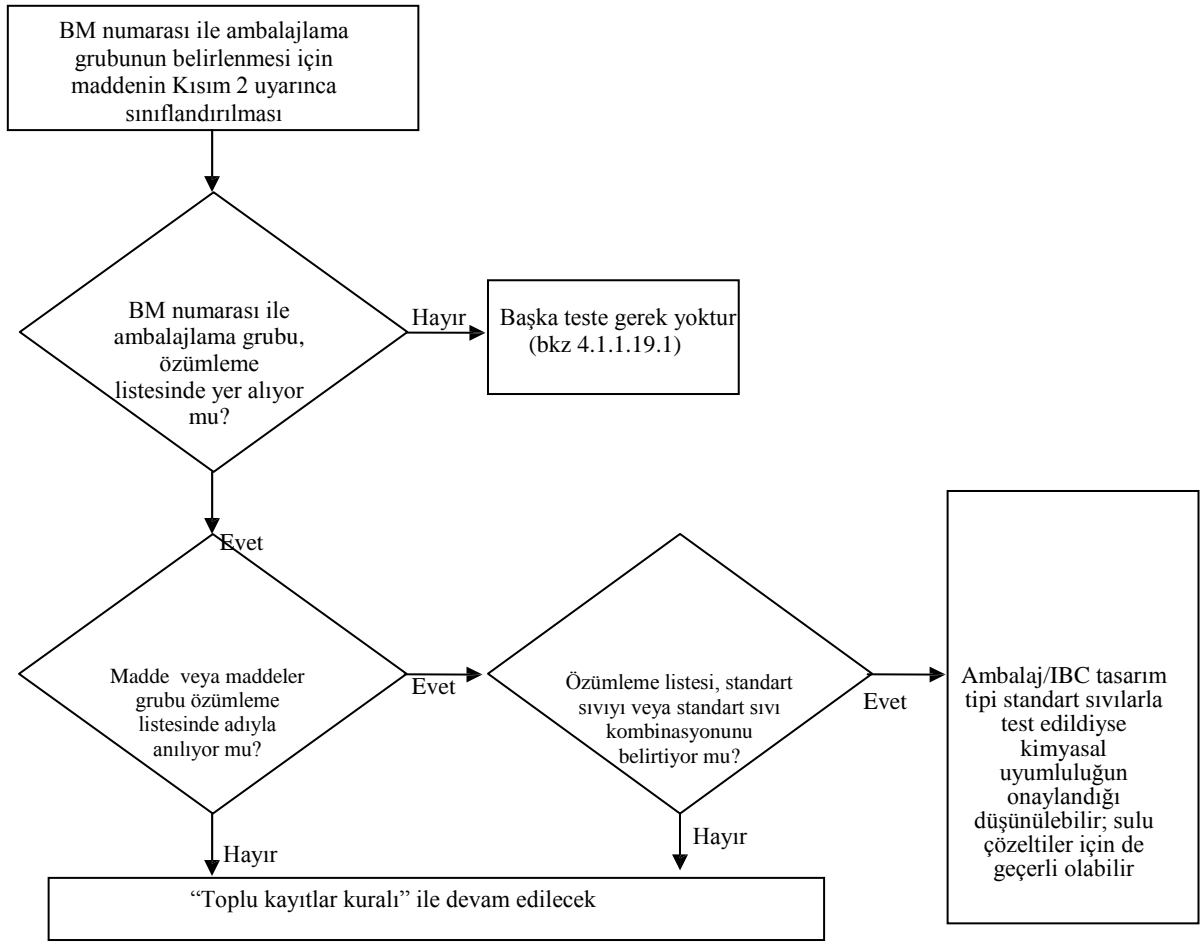 BM numarası ile ambalajlama
grubunun belirlenmesi için
maddenin Kısım 2 uyarınca
sınıflandırılması
BM numarası ile
ambalajlama grubu,
özümleme
listesinde yer alıyor
mu?
Hayır
Başka teste gerek yoktur
(bkz 4.1.1.19.1)
Evet
Madde veya maddeler
grubu özümleme
listesinde adıyla
anılıyor mu?
Evet
Özümleme listesi, standart
sıvıyı veya standart sıvı
kombinasyonunu
belirtiyor mu?
Evet
Ambalaj/IBC tasarım
tipi standart sıvılarla
test edildiyse
kimyasal
uyumluluğun
onaylandığı
düşünülebilir; sulu
çözeltiler için de
geçerli olabilir
Hayır
Hayır
“Toplu kayıtlar kuralı” ile devam edilecek